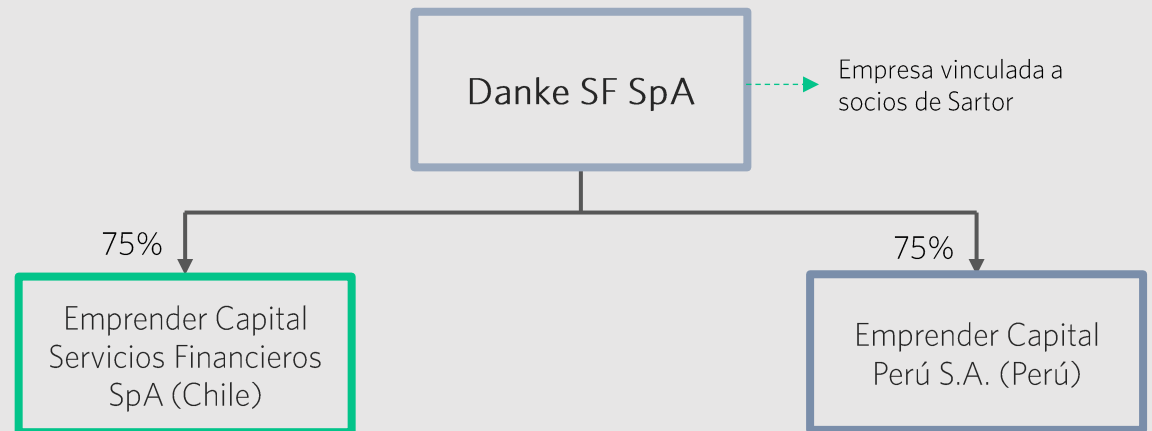 Danke SF SpA
Empresa vinculada a
socios de Sartor
75%
75%
Emprender Capital
Servicios Financieros
SpA (Chile)
Emprender Capital
Perú S.A. (Perú)